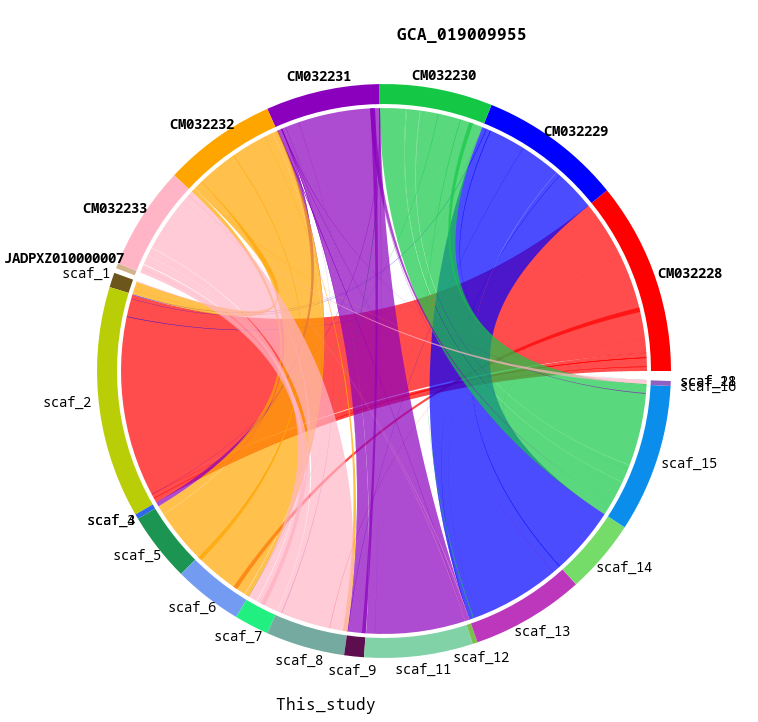 GCA_019009955
CM032231
CM032230
CM032232
CM032229
CM032233
JADPXZ010000007
scaf_1
CM032228
scaf_2
scaf_16
scaf_15
scaf_5
scaf_14
scaf_6
scaf_13
scaf_7
scaf_12
scaf_8
scaf_9
scaf_11
This_study